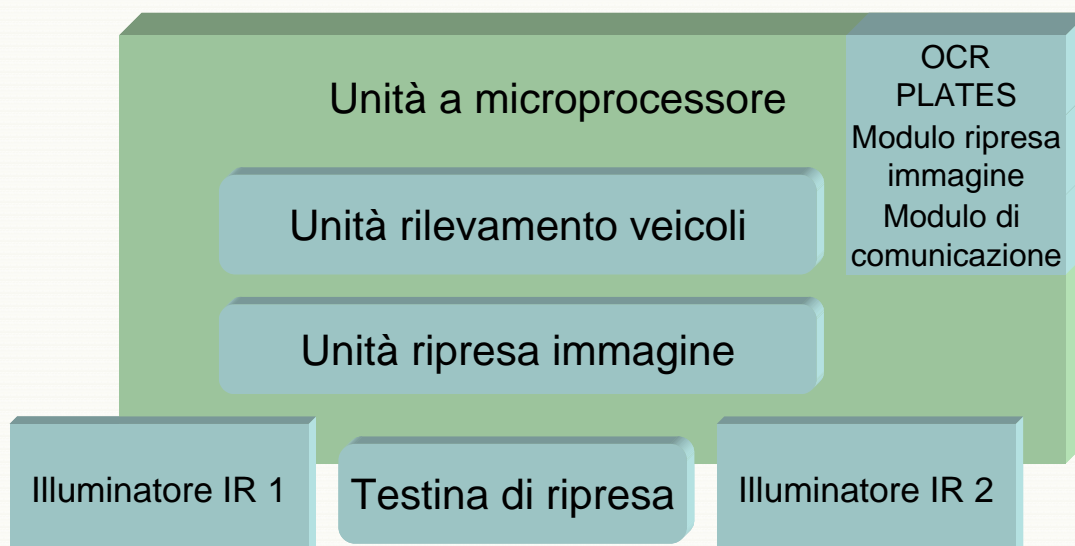 Unità a microprocessore
OCR
PLATES
Modulo ripresa
immagine
Modulo di
comunicazione
Unità rilevamento veicoli
Unità ripresa immagine
Illuminatore IR 1
Testina di ripresa
Illuminatore IR 2